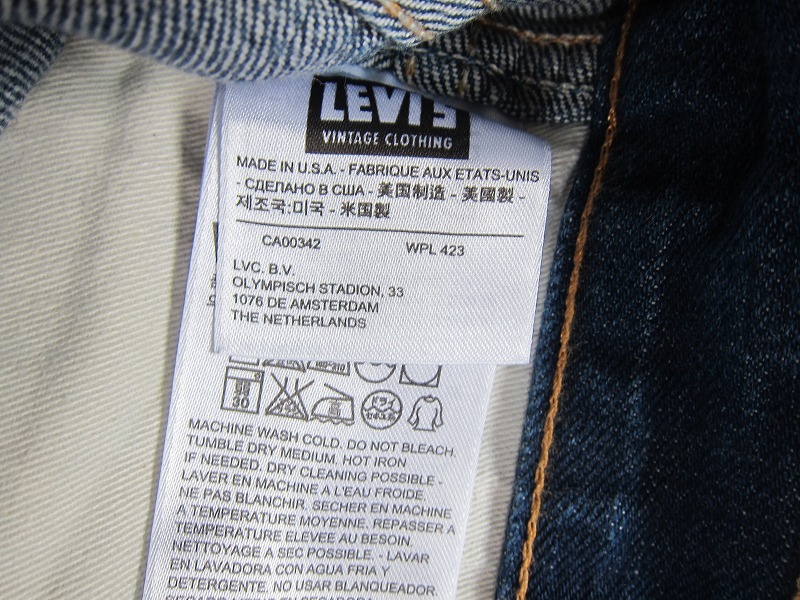 LEVI'S
VINTAGE CLOTHING
MADE IN U.S.A. - FABRIQUE AUX ETATS-UNIS
- СДЕЛАНО В США - 美国制造 - 美國製 -
제조국:미국 - 米国製
CA00342 WPL 423
LVC. B.V.
OLYMPISCH STADION, 33
1076 DE AMSTERDAM
THE NETHERLANDS
30
ドライ
MACHINE WASH COLD. DO NOT BLEACH.
TUMBLE DRY MEDIUM. HOT IRON
IF NEEDED. DRY CLEANING POSSIBLE -
LAVER EN MACHINE A L'EAU FROIDE.
NE PAS BLANCHIR. SECHER EN MACHINE
A TEMPERATURE MOYENNE. REPASSER A
TEMPERATURE ELEVEE AU BESOIN.
NETTOYAGE A SEC POSSIBLE. - LAVAR
EN LAVADORA CON AGUA FRIA Y
DETERGENTE. NO USAR BLANQUEADOR.